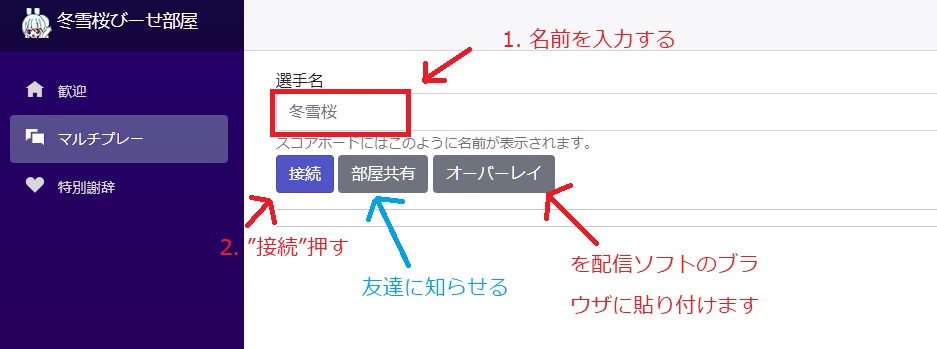 冬雪桜びーせ部屋
歓迎
マルチプレー
特別謝辞
1. 名前を入力する
選手名
冬雪桜
スコアボードにはこのように名前が表示されます。
接続
部屋共有
オーバーレイ
2. ”接続”押す
友達に知らせる
を配信ソフトのブラ
ウザに貼り付けます